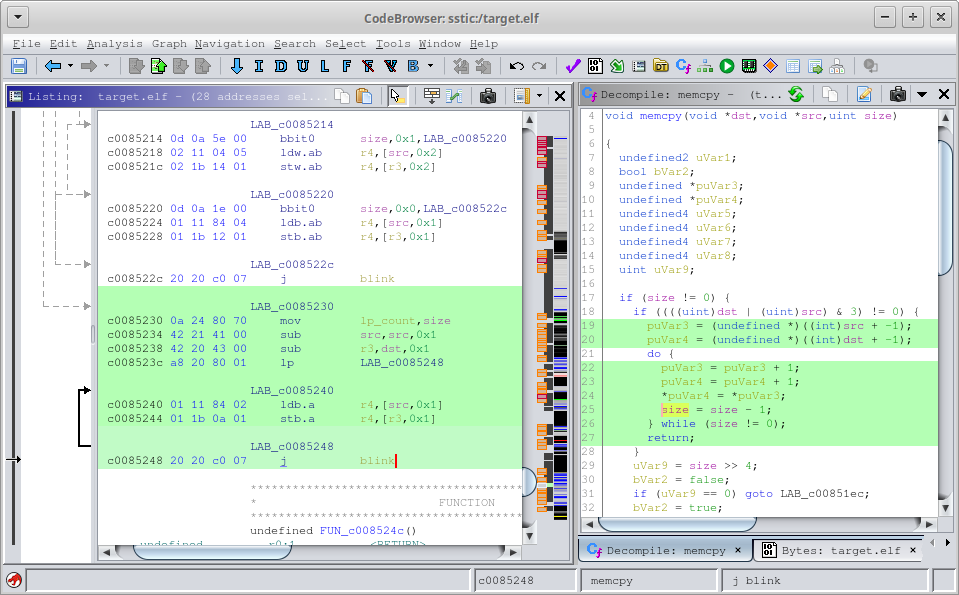 CodeBrowser: sstic:/target.elf
File Edit Analysis Graph Navigation Search Select Tools Window Help
Listing: target.elf - (28 addresses sel...
LAB_c0085214
c0085214 0d 0a 5e 00 bbit0 size,0x1,LAB_c0085220
c0085218 02 11 04 05 ldw.ab r4,[src,0x2]
c008521c 02 1b 14 01 stw.ab r4,[r3,0x2]
LAB_c0085220
c0085220 0d 0a 1e 00 bbit0 size,0x0,LAB_c008522c
c0085224 01 11 84 04 ldb.ab r4,[src,0x1]
c0085228 01 1b 12 01 stb.ab r4,[r3,0x1]
LAB_c008522c
c008522c 20 20 c0 07 j blink
LAB_c0085230
c0085230 0a 24 80 70 mov lp_count,size
c0085234 42 21 41 00 sub src,src,0x1
c0085238 42 20 43 00 sub r3,dst,0x1
c008523c a8 20 80 01 lp LAB_c0085248
LAB_c0085240
c0085240 01 11 84 02 ldb.a r4,[src,0x1]
c0085244 01 1b 0a 01 stb.a r4,[r3,0x1]
LAB_c0085248
c0085248 20 20 c0 07 j blink
*****************************************
* FUNCTION
*****************************************
undefined FUN_c008524c()
undefined r0:1 <RETURN>
Decompile: memcpy - (t...
4 void memcpy(void *dst,void *src,uint size)
5
6 {
7 undefined2 uVar1;
8 bool bVar2;
9 undefined *puVar3;
10 undefined *puVar4;
11 undefined4 uVar5;
12 undefined4 uVar6;
13 undefined4 uVar7;
14 undefined4 uVar8;
15 uint uVar9;
16
17 if (size != 0) {
18 if ((((uint)dst | (uint)src) & 3) != 0) {
19 puVar3 = (undefined *)((int)src + -1);
20 puVar4 = (undefined *)((int)dst + -1);
21 do {
22 puVar3 = puVar3 + 1;
23 puVar4 = puVar4 + 1;
24 *puVar4 = *puVar3;
25 size = size - 1;
26 } while (size != 0);
27 return;
28 }
29 uVar9 = size >> 4;
30 bVar2 = false;
31 if (uVar9 == 0) goto LAB_c00851ec;
32 bVar2 = true;
Decompile: memcpy × Bytes: target.elf ×
c0085248 memcpy j blink